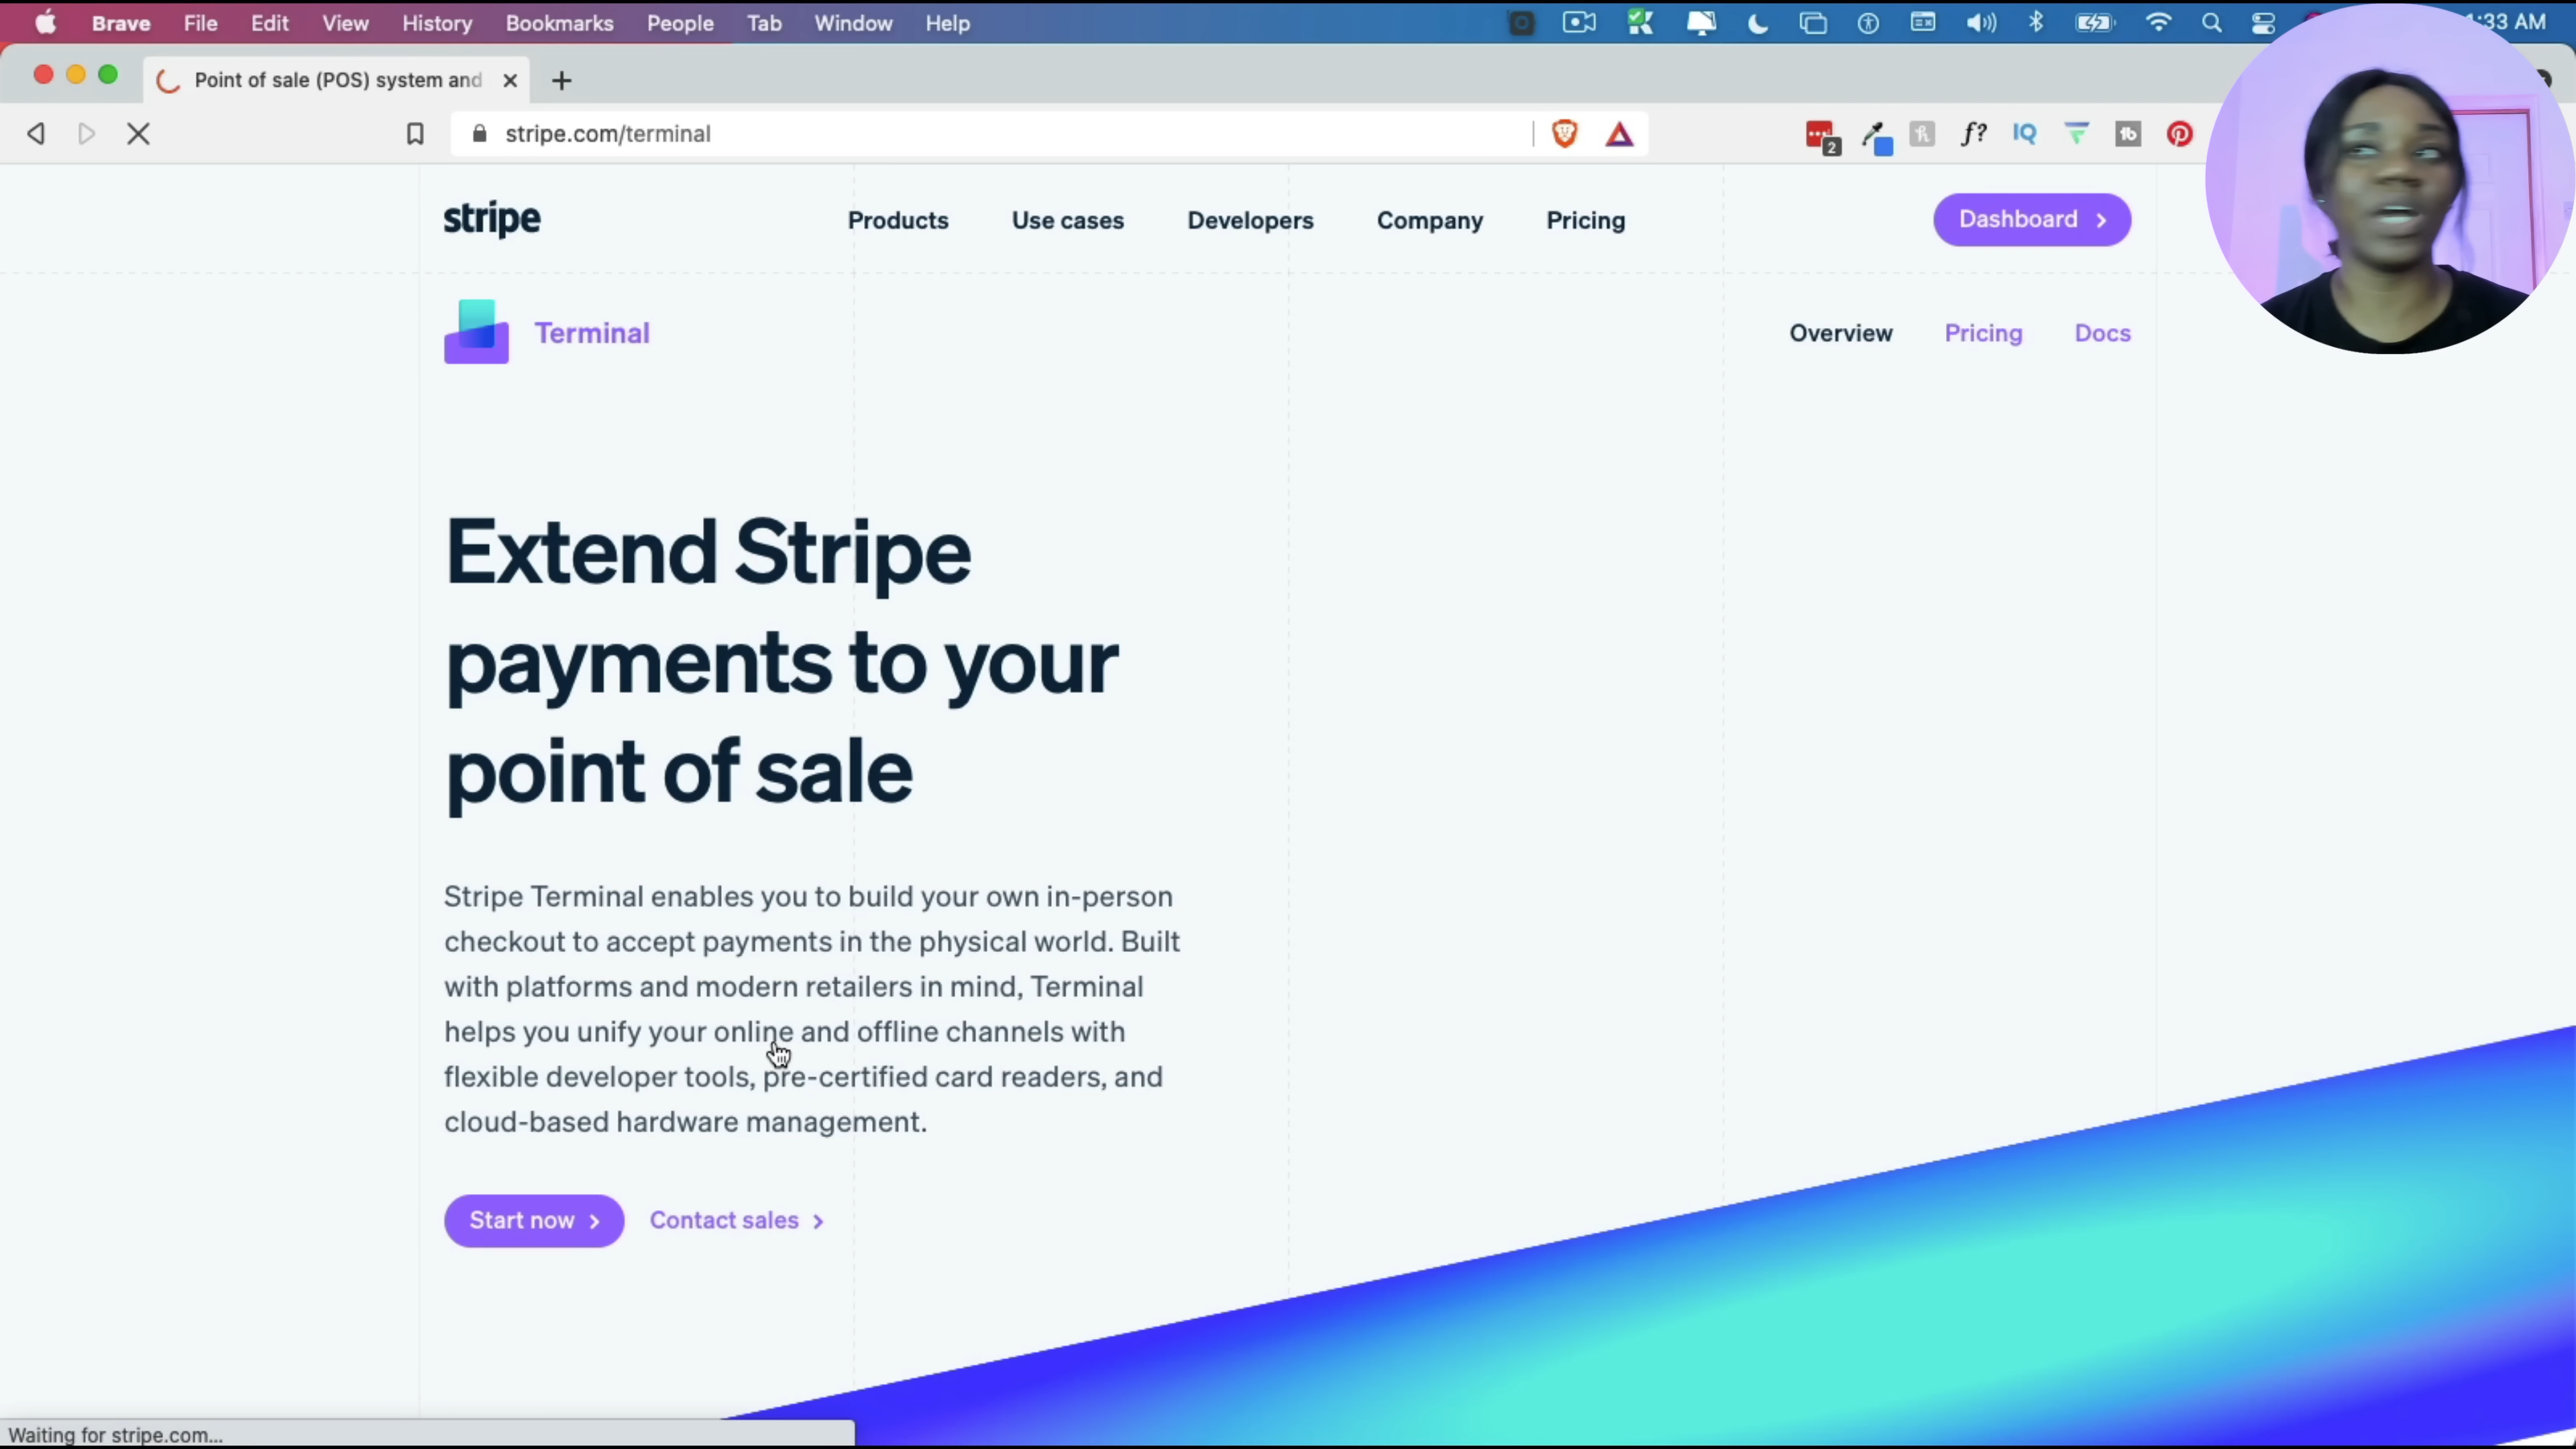 Brave File Edit View History Bookmarks People Tab Window Help
:33 AM
Point of sale (POS) system and
stripe.com/terminal
2
f?
IQ
tb
stripe
Products Use cases Developers Company Pricing
Dashboard
Terminal
Overview Pricing Docs
Extend Stripe
payments to your
point of sale
Stripe Terminal enables you to build your own in-person
checkout to accept payments in the physical world. Built
with platforms and modern retailers in mind, Terminal
helps you unify your online and offline channels with
flexible developer tools, pre-certified card readers, and
cloud-based hardware management.
Start now
Contact sales
Waiting for stripe.com...